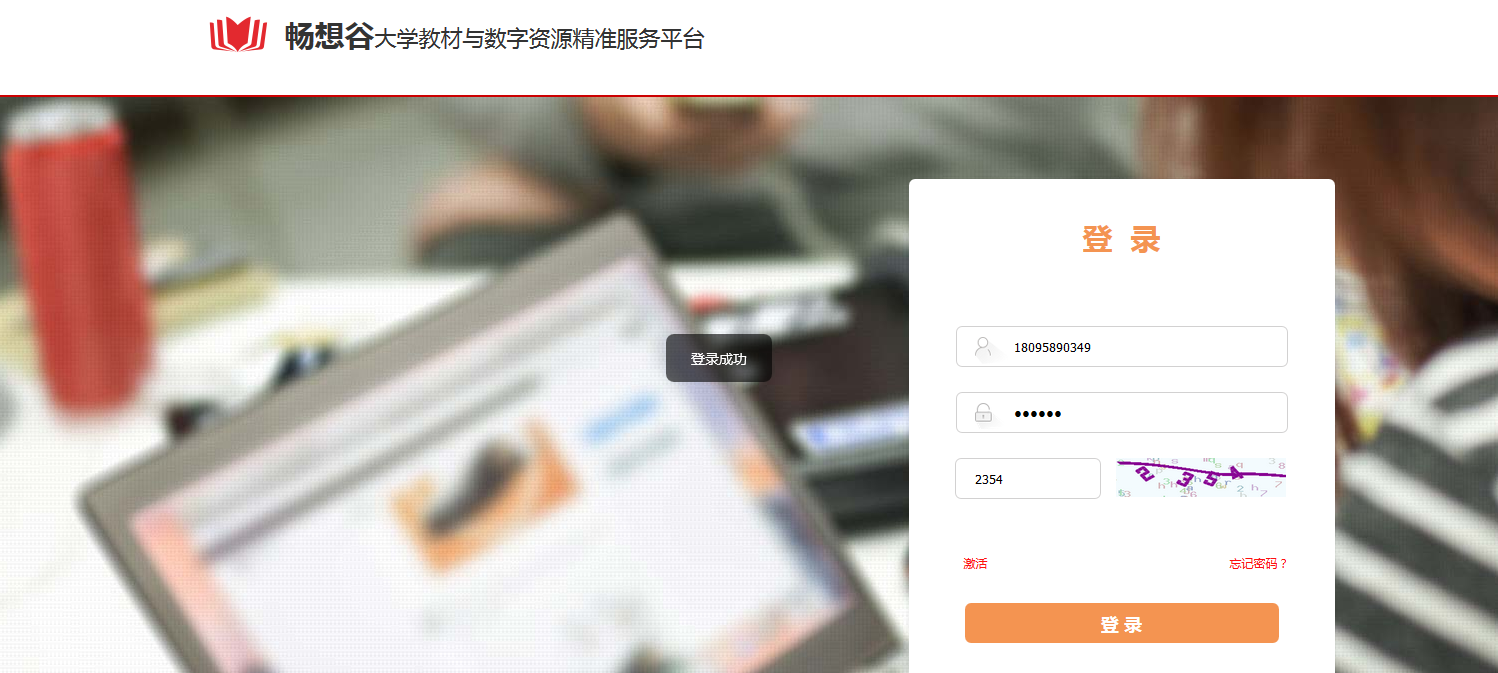 畅想谷大学教材与数字资源精准服务平台
登 录
18095890349
登录成功
••••••
2354
2354
激活
忘记密码？
登 录